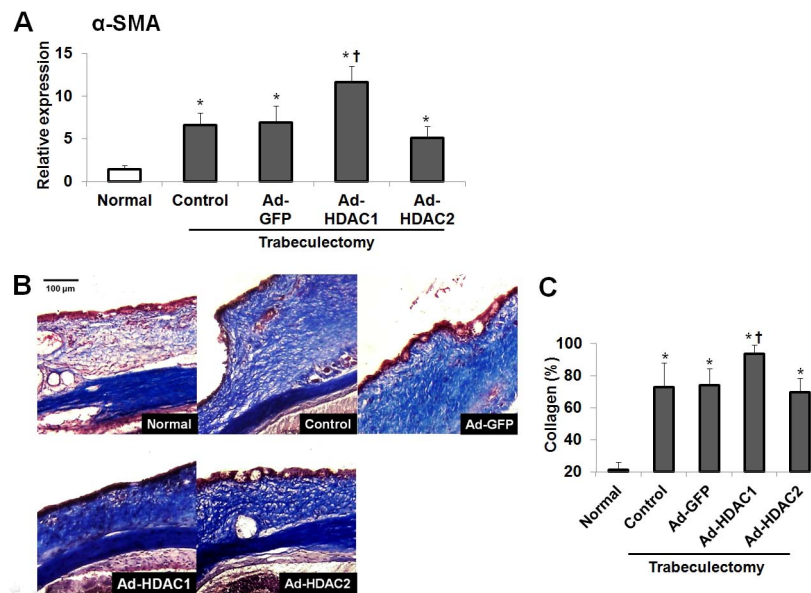 A
α-SMA
Relative expression
15
10
5
0
* * *† *
Normal Control Ad-GFP Ad-HDAC1 Ad-HDAC2
Trabeculectomy
B
100 µm
Normal
Control
Ad-GFP
Ad-HDAC1
Ad-HDAC2
C
Collagen (%)
100
80
60
40
20
* * *† *
Normal
Control
Ad-GFP
Ad-HDAC1
Ad-HDAC2
Trabeculectomy